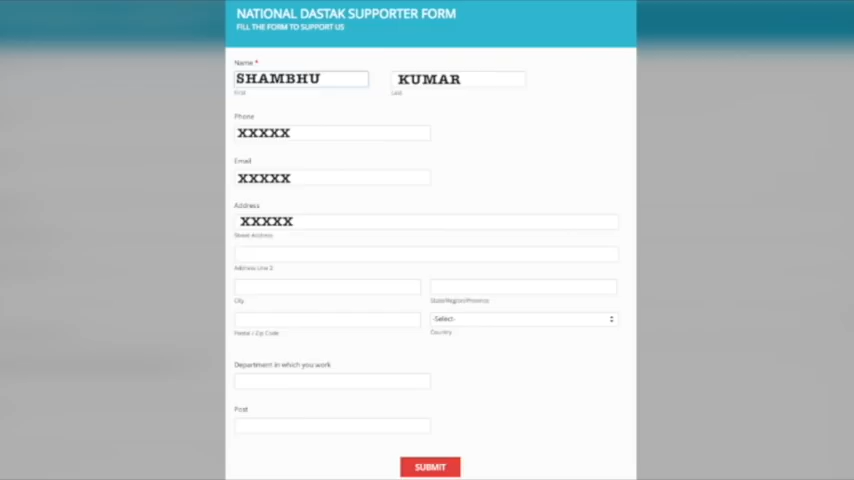 NATIONAL DASTAK SUPPORTER FORM
FILL THE FORM TO SUPPORT US
Name *
SHAMBHU KUMAR
First Last
Phone
XXXXX
Email
XXXXX
Address
XXXXX
Street Address
Address Line 2
City State/Region/Province
-Select-
Postal / Zip Code Country
Department in which you work
Post
SUBMIT